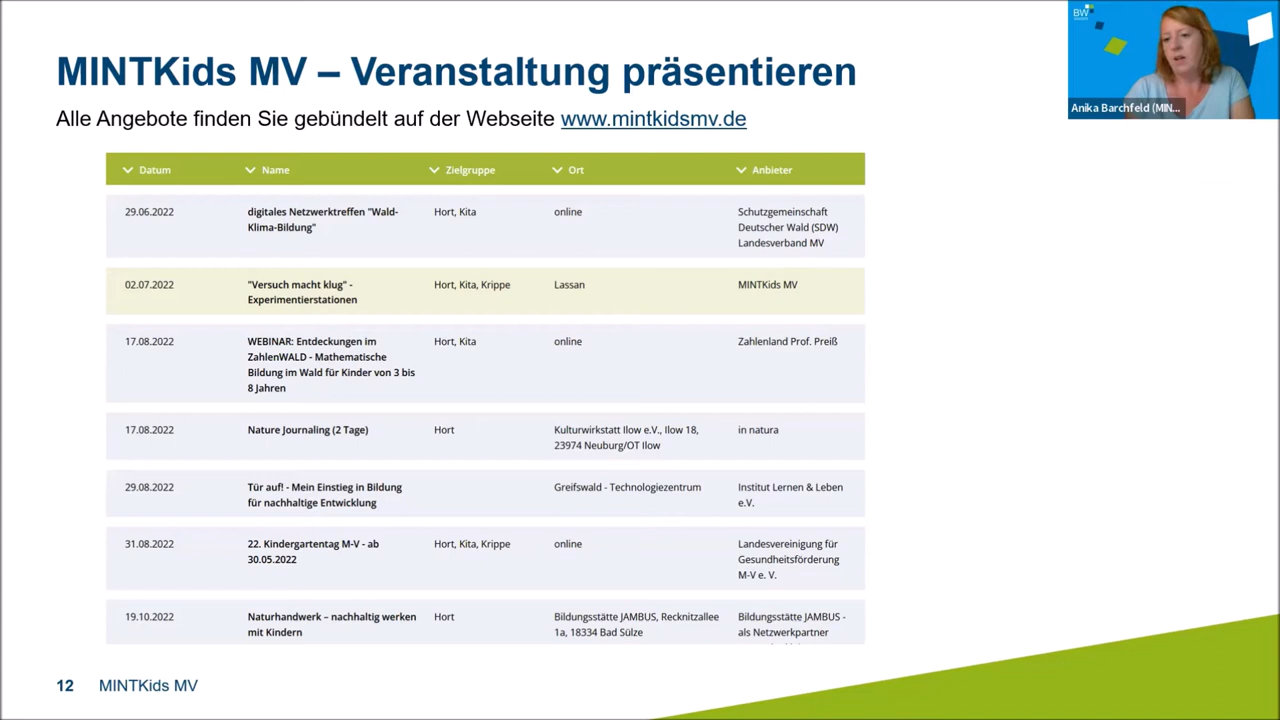 BW
MINTKids MV – Veranstaltung präsentieren
Anika Barchfeld (MIN...
Alle Angebote finden Sie gebündelt auf der Webseite www.mintkidsmv.de
Datum Name Zielgruppe Ort Anbieter
29.06.2022 digitales Netzwerktreffen "Wald- Hort, Kita online Schutzgemeinschaft
Klima-Bildung" Deutscher Wald (SDW)
Landesverband MV
02.07.2022 "Versuch macht klug" - Hort, Kita, Krippe Lassan MINTKids MV
Experimentierstationen
17.08.2022 WEBINAR: Entdeckungen im Hort, Kita online Zahlenland Prof. Preiß
ZahlenWALD - Mathematische
Bildung im Wald für Kinder von 3 bis
8 Jahren
17.08.2022 Nature Journaling (2 Tage) Hort Kulturwirkstatt Ilow e.V., Ilow 18, in natura
23974 Neuburg/OT Ilow
29.08.2022 Tür auf! - Mein Einstieg in Bildung Greifswald - Technologiezentrum Institut Lernen & Leben
für nachhaltige Entwicklung e.V.
31.08.2022 22. Kindergartentag M-V - ab Hort, Kita, Krippe online Landesvereinigung für
30.05.2022 Gesundheitsförderung
M-V e. V.
19.10.2022 Naturhandwerk – nachhaltig werken Hort Bildungsstätte JAMBUS, Recknitzallee Bildungsstätte JAMBUS -
mit Kindern 1a, 18334 Bad Sülze als Netzwerkpartner
12 MINTKids MV